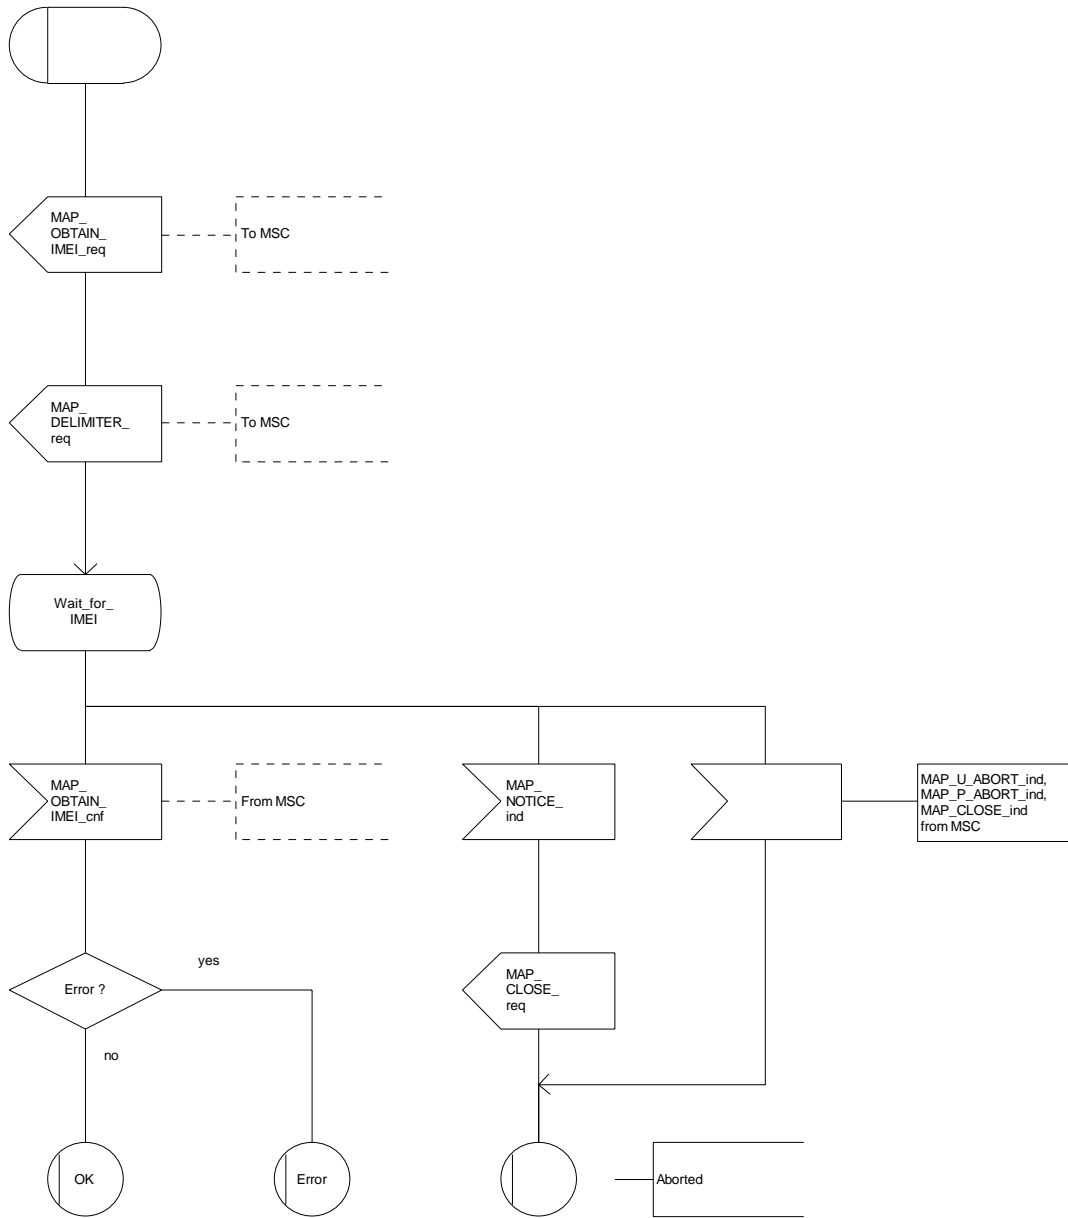 MAP_
OBTAIN_
IMEI_req
To MSC
MAP_
DELIMITER_
req
To MSC
Wait_for_
IMEI
MAP_
OBTAIN_
IMEI_cnf
From MSC
MAP_
NOTICE_
ind
MAP_U_ABORT_ind,
MAP_P_ABORT_ind,
MAP_CLOSE_ind
from MSC
Error ?
yes
no
MAP_
CLOSE_
req
OK
Error
Aborted